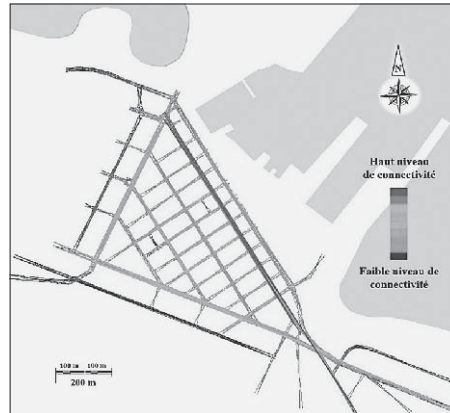 N
Haut niveau
de connectivité
Faible niveau de
connectivité
100 m 100 m
200 m